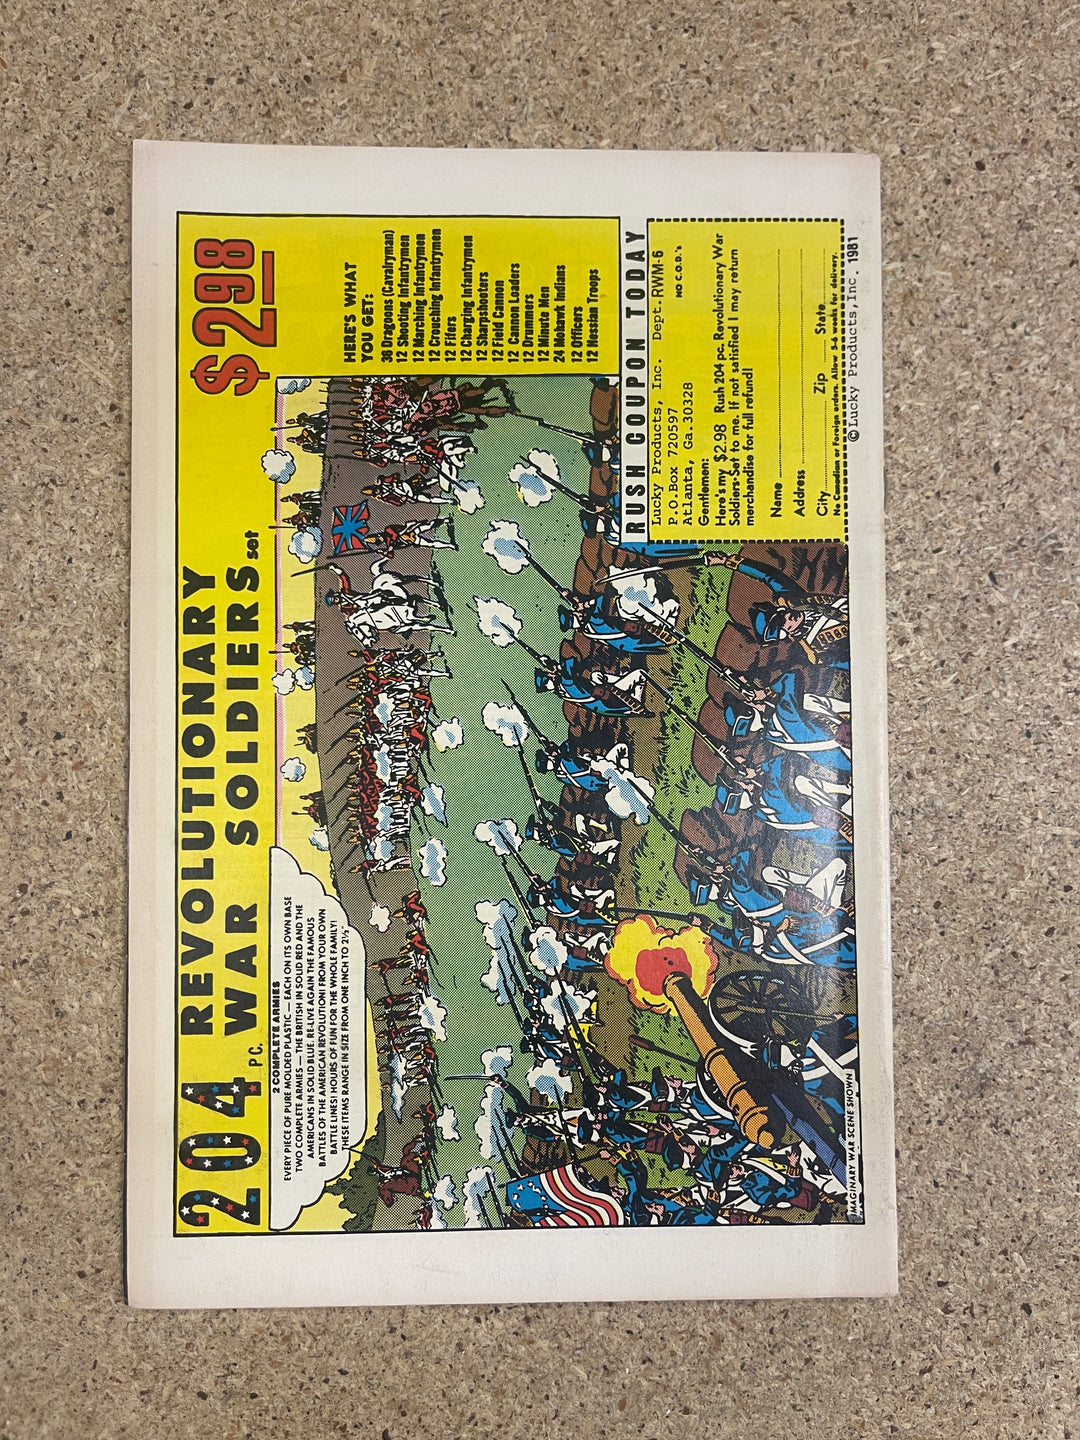 204 PC. REVOLUTIONARY
WAR SOLDIERS set
$2.98
2 COMPLETE ARMIES
EVERY PIECE OF PURE MOLDED PLASTIC — EACH ON ITS OWN BASE
TWO COMPLETE ARMIES — THE BRITISH IN SOLID RED AND THE
AMERICANS IN SOLID BLUE. RE-LIVE AGAIN THE FAMOUS
BATTLES OF THE AMERICAN REVOLUTION! FROM YOUR OWN
BATTLE LINES! HOURS OF FUN FOR THE WHOLE FAMILY!
THESE ITEMS RANGE IN SIZE FROM ONE INCH TO 2½"
HERE'S WHAT
YOU GET:
36 Dragoons (Cavalryman)
12 Shooting Infantrymen
12 Marching Infantrymen
12 Crouching Infantrymen
12 Fifers
12 Charging Infantrymen
12 Sharpshooters
12 Field Cannon
12 Cannon Loaders
12 Drummers
12 Minute Men
24 Mohawk Indians
12 Officers
12 Hessian Troops
RUSH COUPON TODAY
Lucky Products, Inc. Dept. RWM-6
P.O.Box 720597 NO C.O.D.'s
Atlanta, Ga. 30328
Gentlemen:
Here's my $2.98 Rush 204 pc. Revolutionary War
Soldiers-Set to me. If not satisfied I may return
merchandise for full refund!
Name
Address
City Zip State
No Canadian or Foreign orders. Allow 5-6 weeks for delivery.
© Lucky Products, Inc. 1981
IMAGINARY WAR SCENE SHOWN